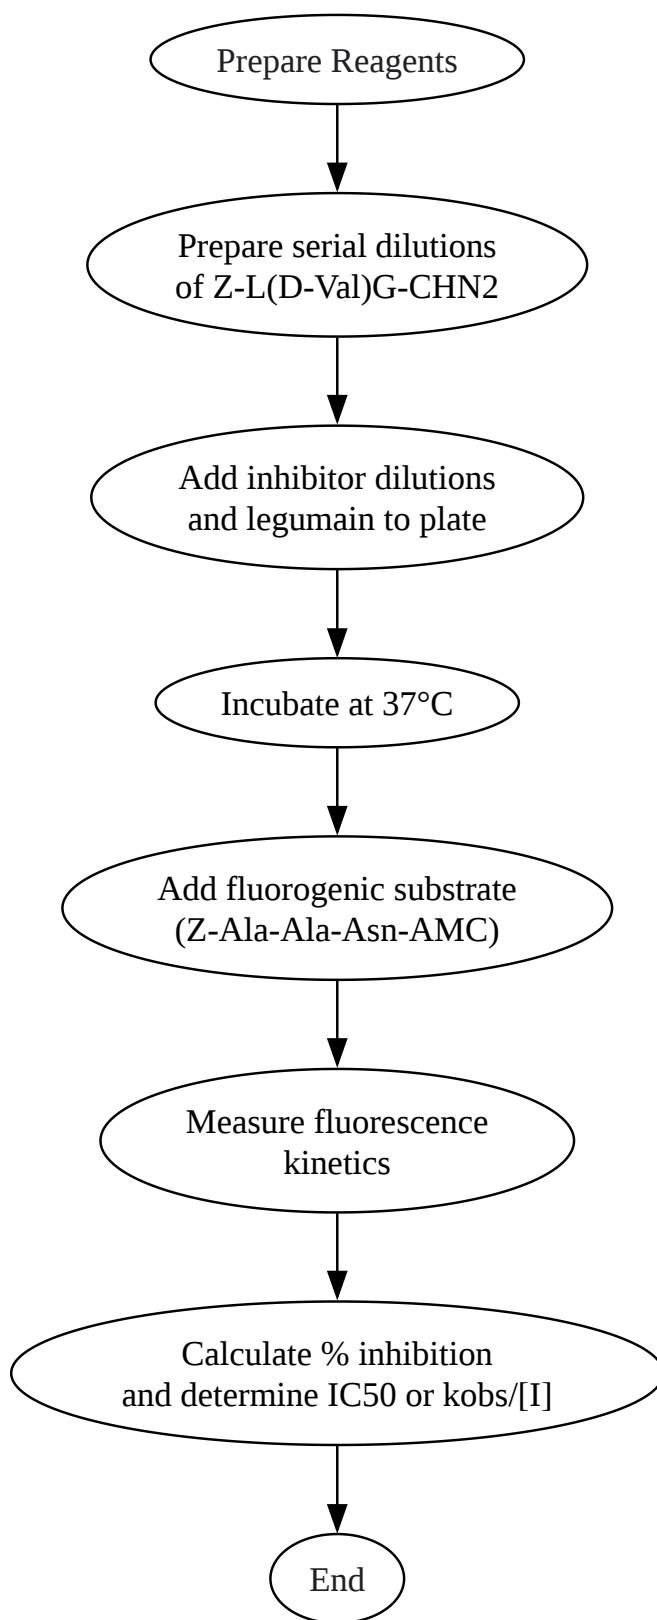 Prepare Reagents
Prepare serial dilutions
of Z-L(D-Val)G-CHN2
Add inhibitor dilutions
and legumain to plate
Incubate at 37°C
Add fluorogenic substrate
(Z-Ala-Ala-Asn-AMC)
Measure fluorescence
kinetics
Calculate % inhibition
and determine IC50 or kobs/[I]
End